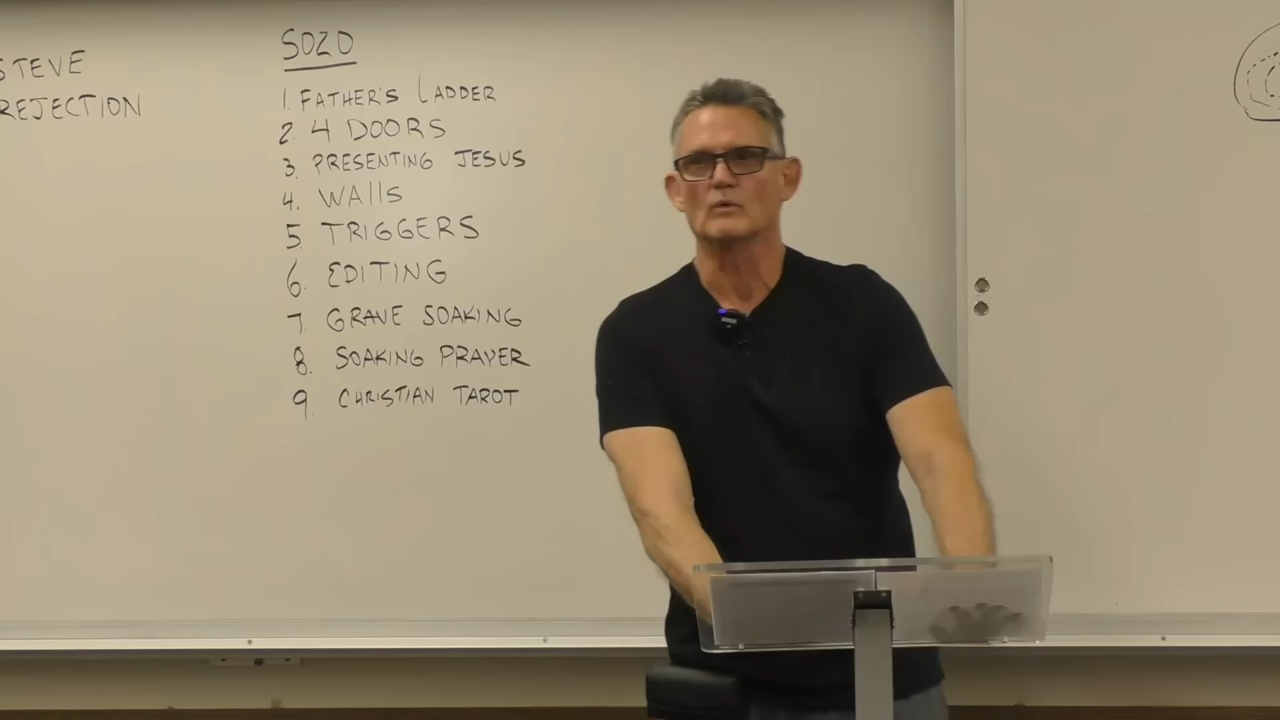 STEVE
REJECTION
SOZO
1. FATHER'S LADDER
2. 4 DOORS
3. PRESENTING JESUS
4. WAllS
5. TRIGGERS
6. EDITING
7. GRAVE SOAKING
8. SOAKING PRAYER
9. CHRISTIAN TAROT